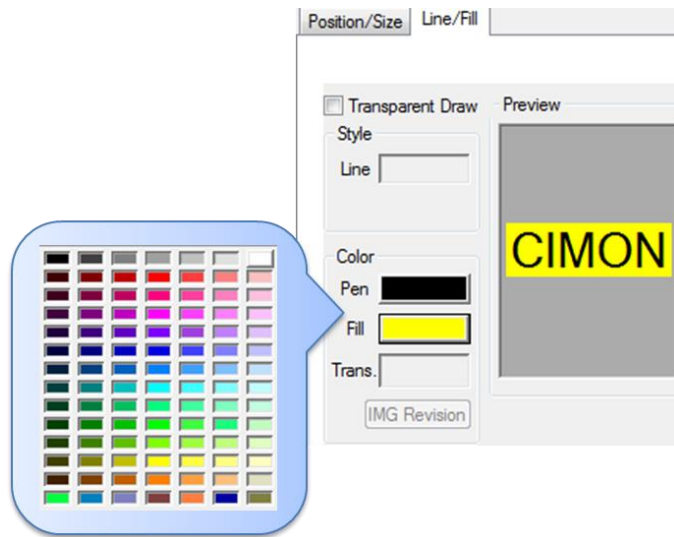 Position/Size Line/Fill
Transparent Draw
Preview
Style
Line
CIMON
Color
Pen
Fill
Trans.
IMG Revision